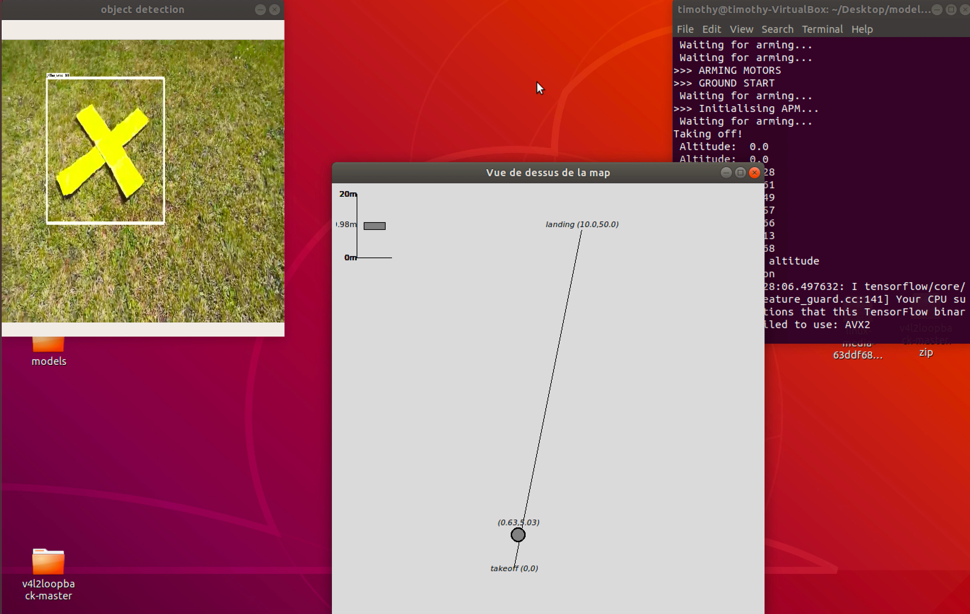 object detection
models
v4l2loopba
ck-master
timothy@timothy-VirtualBox: ~/Desktop/model...
File Edit View Search Terminal Help
Waiting for arming...
Waiting for arming...
>>> ARMING MOTORS
>>> GROUND START
Waiting for arming...
>>> Initialising APM...
Waiting for arming...
Taking off!
Altitude: 0.0
Altitude: 0.0
28
51
49
57
56
13
58
altitude
on
28:06.497632: I tensorflow/core/
eature_guard.cc:141] Your CPU su
tions that this TensorFlow binar
iled to use: AVX2
63ddf68...
zip
Vue de dessus de la map
20m
.98m
0m
landing (10.0,50.0)
(0.63,5.03)
takeoff (0,0)